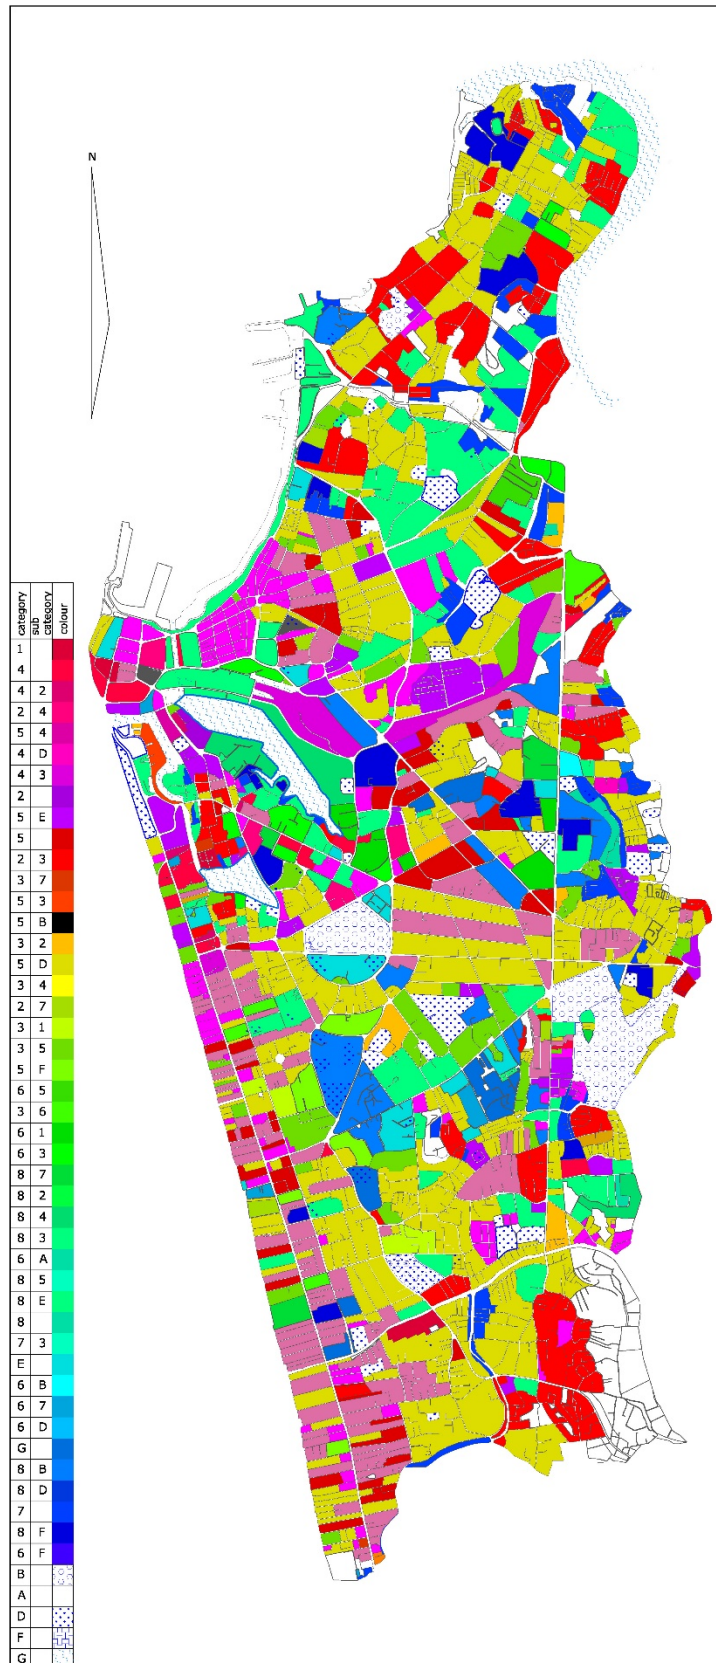 N
category
sub category
colour
1
4
4 2
2 4
5 4
4 D
4 3
2
5 E
5
2 3
3 7
5 3
5 B
3 2
5 D
3 4
2 7
3 1
3 5
5 F
6 5
3 6
6 1
6 3
8 7
8 2
8 4
8 3
6 A
8 5
8 E
8
7 3
E
6 B
6 7
6 D
G
8 B
8 D
7
8 F
6 F
B
A
D
F
G